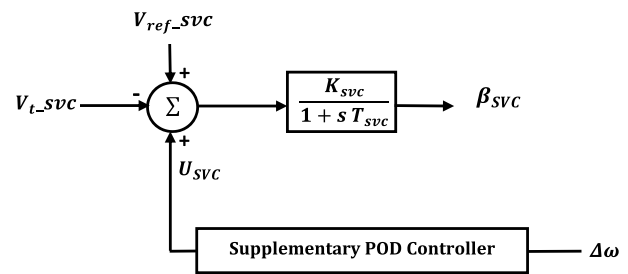 V_ref_svc
+
-
V_t_svc
Σ
K_svc
1 + s T_svc
β_SVC
+
U_SVC
Supplementary POD Controller
Δω